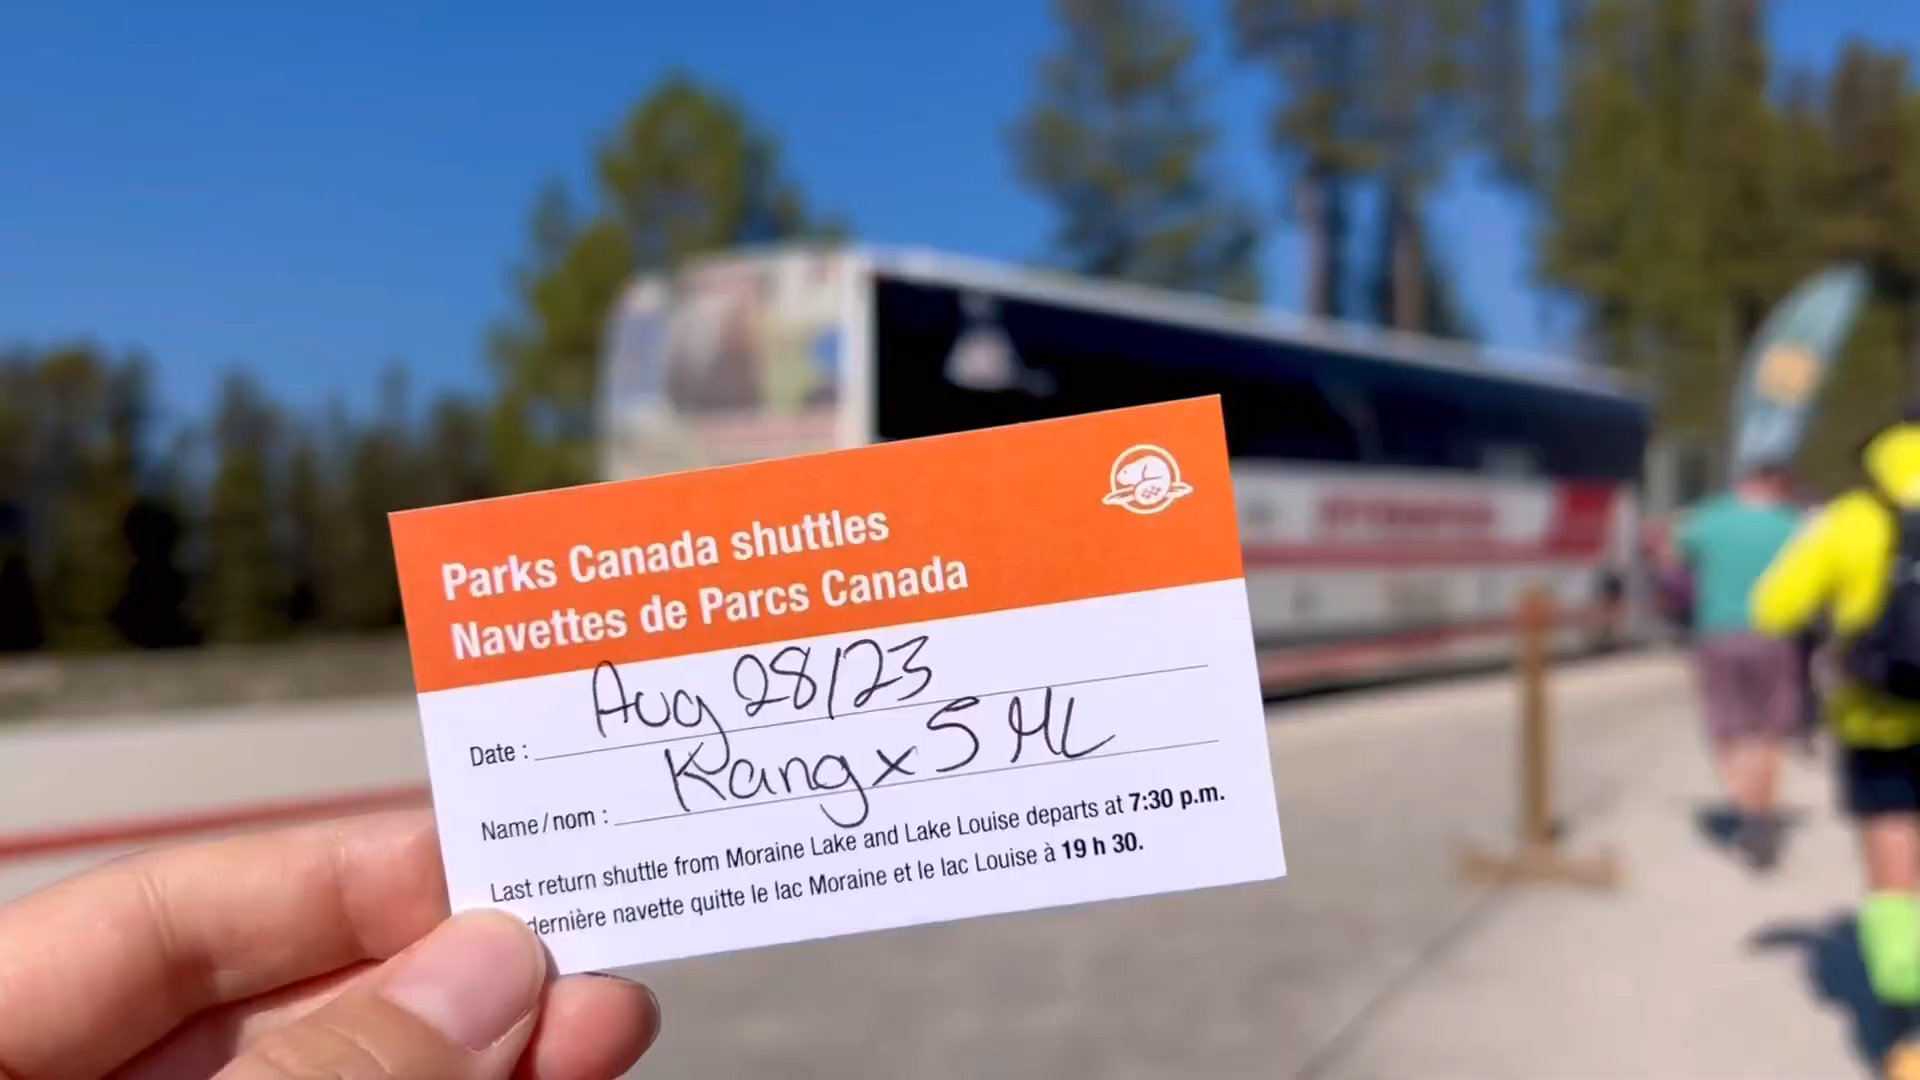 Parks Canada shuttles
Navettes de Parcs Canada
Date : Aug 28/23
Name/nom : Kang x 5 ML
Last return shuttle from Moraine Lake and Lake Louise departs at 7:30 p.m.
dernière navette quitte le lac Moraine et le lac Louise à 19 h 30.